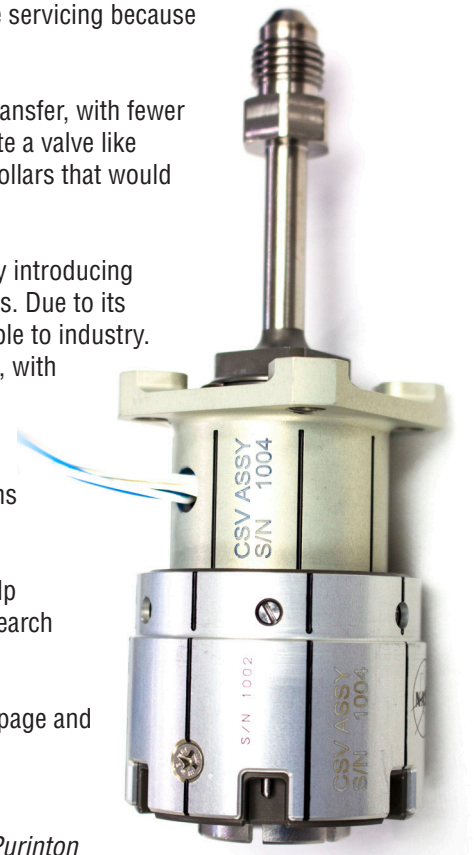 e servicing because
ansfer, with fewer
te a valve like
ollars that would
y introducing
s. Due to its
ble to industry.
, with
ns
lp
earch
page and
Purinton
CSV ASSY
S/N 1004
S/N 1002
CSV ASSY
S/N 1004